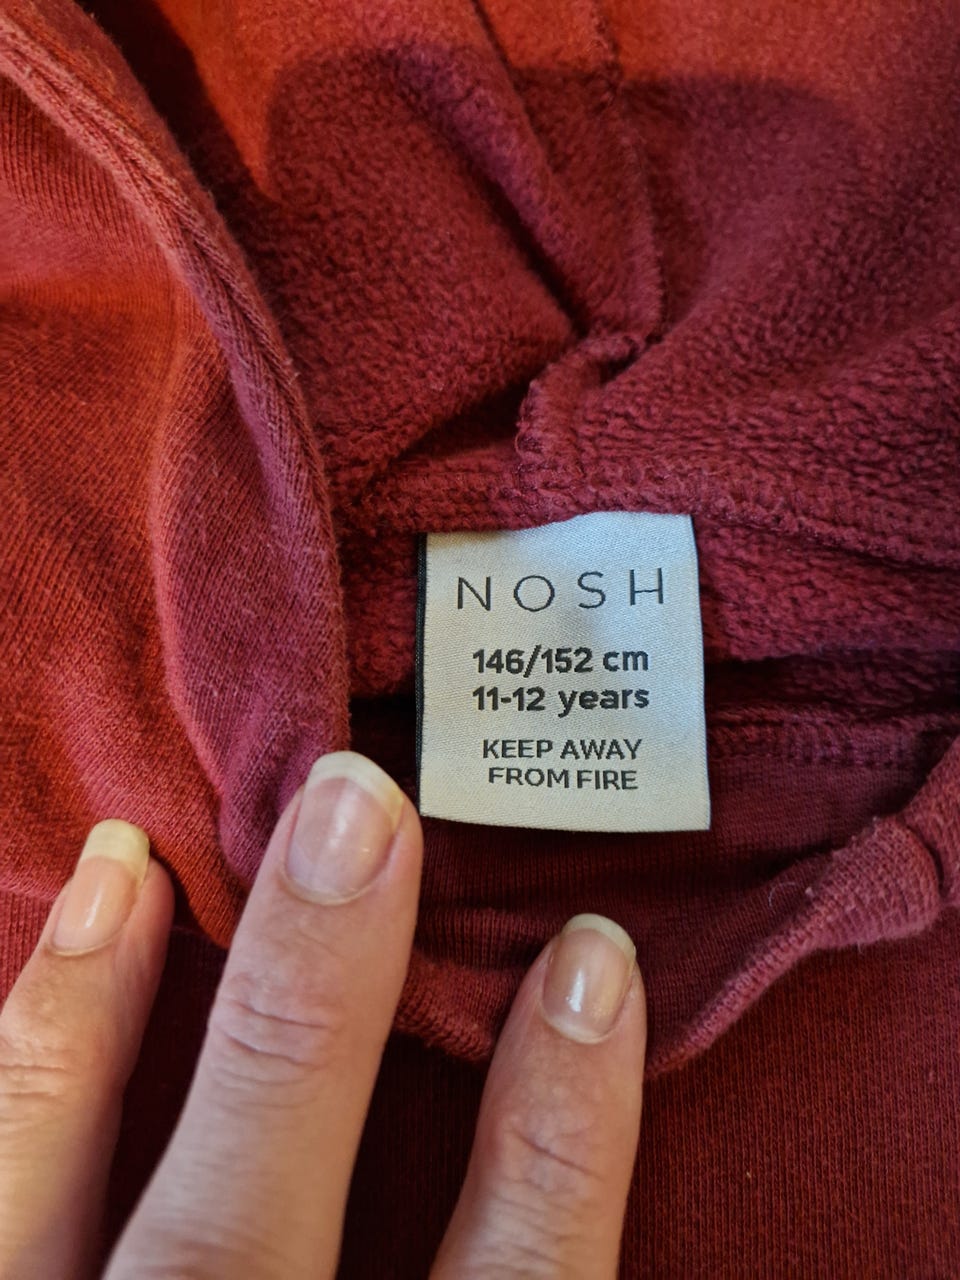 NOSH
146/152 cm
11-12 years
KEEP AWAY
FROM FIRE